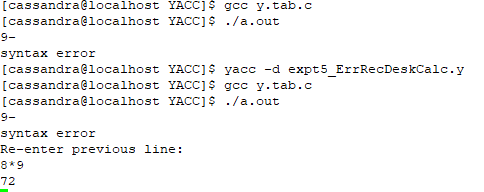 [cassandra@localhost YACC]$ gcc y.tab.c
[cassandra@localhost YACC]$ ./a.out
9-
syntax error
[cassandra@localhost YACC]$ yacc -d expt5_ErrRecDeskCalc.y
[cassandra@localhost YACC]$ gcc y.tab.c
[cassandra@localhost YACC]$ ./a.out
9-
syntax error
Re-enter previous line:
8*9
72